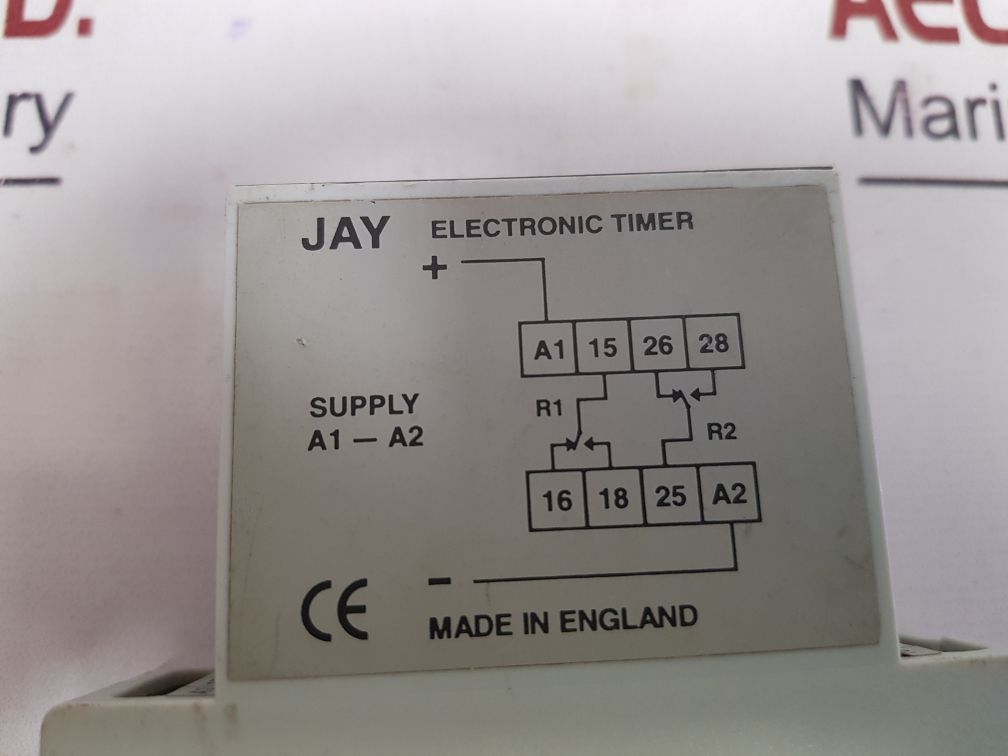 D.
ry
AEC
Mari
JAY ELECTRONIC TIMER
+
A1 15 26 28
SUPPLY
A1 — A2
R1
R2
16 18 25 A2
CE -
MADE IN ENGLAND